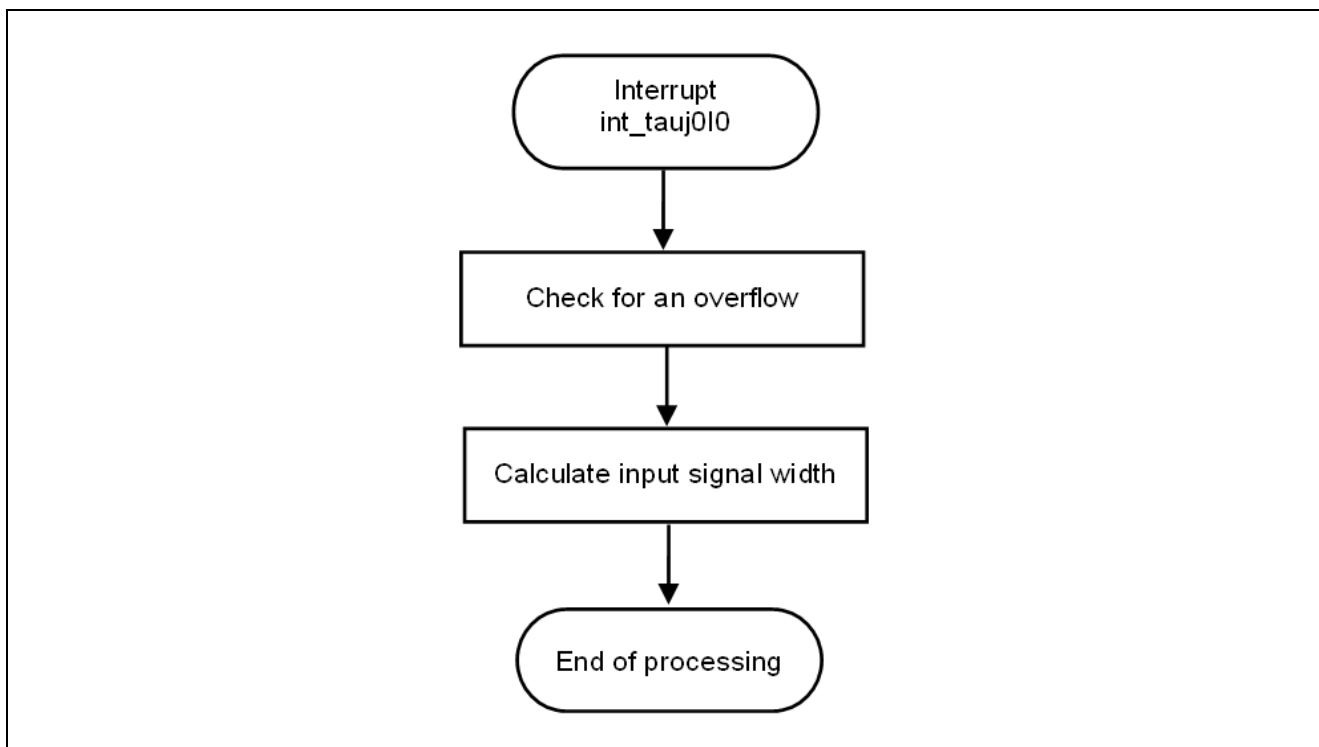 Interrupt
int_tauj0I0
Check for an overflow
Calculate input signal width
End of processing